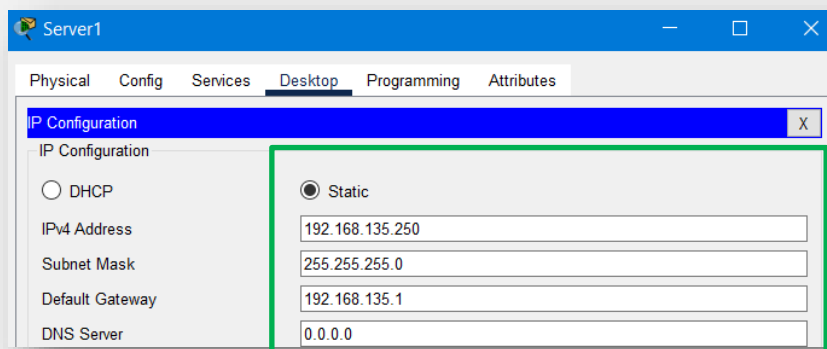 Server1
Physical Config Services Desktop Programming Attributes
IP Configuration X
IP Configuration
DHCP Static
IPv4 Address 192.168.135.250
Subnet Mask 255.255.255.0
Default Gateway 192.168.135.1
DNS Server 0.0.0.0